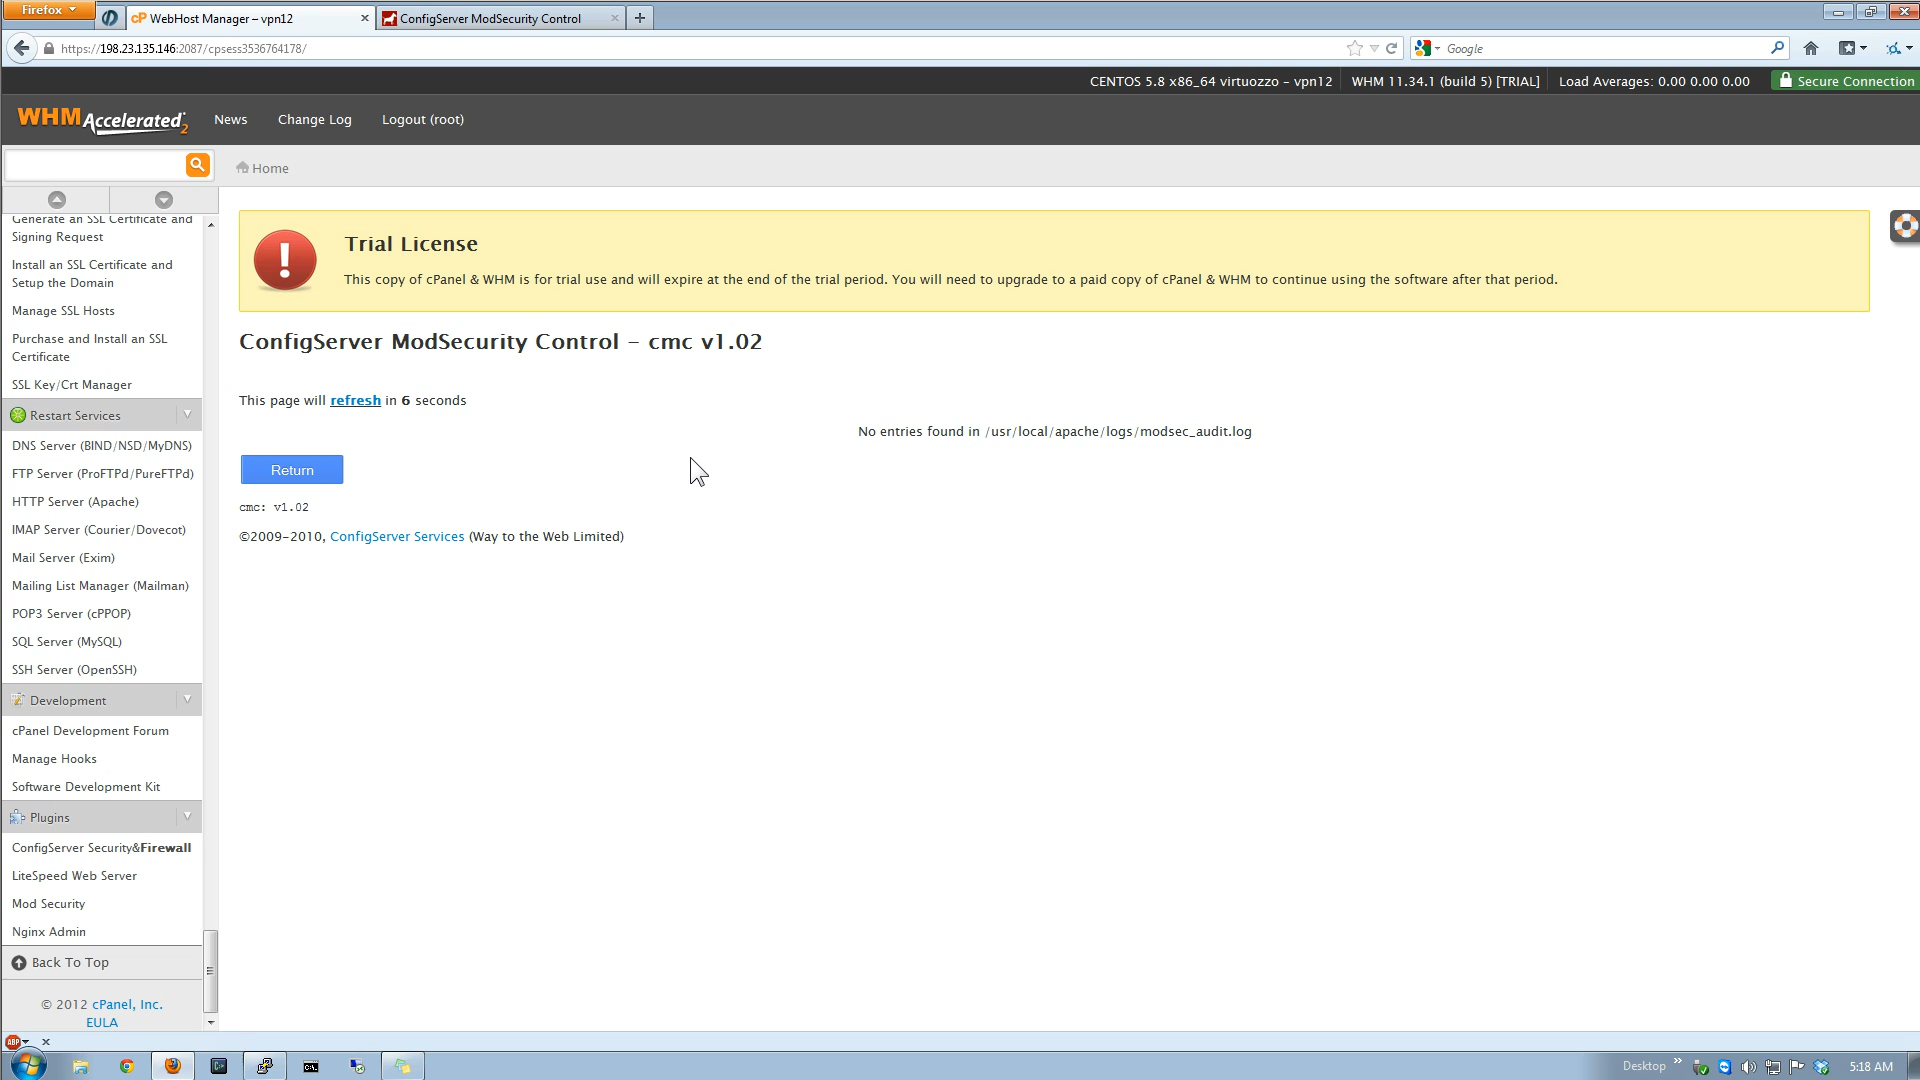 Firefox
cP WebHost Manager – vpn12
ConfigServer ModSecurity Control
https://198.23.135.146:2087/cpsess3536764178/
Google
CENTOS 5.8 x86_64 virtuozzo – vpn12
WHM 11.34.1 (build 5) [TRIAL]
Load Averages: 0.00 0.00 0.00
Secure Connection
WHM Accelerated2
News
Change Log
Logout (root)
Home
Generate an SSL Certificate and
Signing Request
Install an SSL Certificate and
Setup the Domain
Manage SSL Hosts
Purchase and Install an SSL
Certificate
SSL Key/Crt Manager
Restart Services
DNS Server (BIND/NSD/MyDNS)
FTP Server (ProFTPd/PureFTPd)
HTTP Server (Apache)
IMAP Server (Courier/Dovecot)
Mail Server (Exim)
Mailing List Manager (Mailman)
POP3 Server (cPPOP)
SQL Server (MySQL)
SSH Server (OpenSSH)
Development
cPanel Development Forum
Manage Hooks
Software Development Kit
Plugins
ConfigServer Security&Firewall
LiteSpeed Web Server
Mod Security
Nginx Admin
Back To Top
© 2012 cPanel, Inc.
EULA
Trial License
This copy of cPanel & WHM is for trial use and will expire at the end of the trial period. You will need to upgrade to a paid copy of cPanel & WHM to continue using the software after that period.
ConfigServer ModSecurity Control – cmc v1.02
This page will refresh in 6 seconds
No entries found in /usr/local/apache/logs/modsec_audit.log
Return
cmc: v1.02
©2009–2010, ConfigServer Services (Way to the Web Limited)
ABP
C:\.
Desktop
5:18 AM